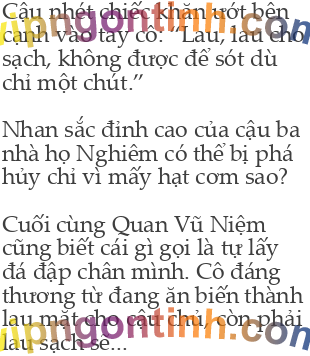 Cậu nhét chiếc khăn ướt bên
cạnh vào tay cô: “Lau, lau cho
sạch, không được để sót dù
chỉ một chút.”
Nhan sắc đỉnh cao của cậu ba
nhà họ Nghiêm có thể bị phá
hủy chỉ vì mấy hạt cơm sao?
Cuối cùng Quan Vũ Niệm
cũng biết cái gì gọi là tự lấy
đá đập chân mình. Cô đáng
thương từ đang ăn biến thành
lau mặt cho cậu chủ, còn phải
lau sạch sẽ...
vipngontinh.com
vipngontinh.com